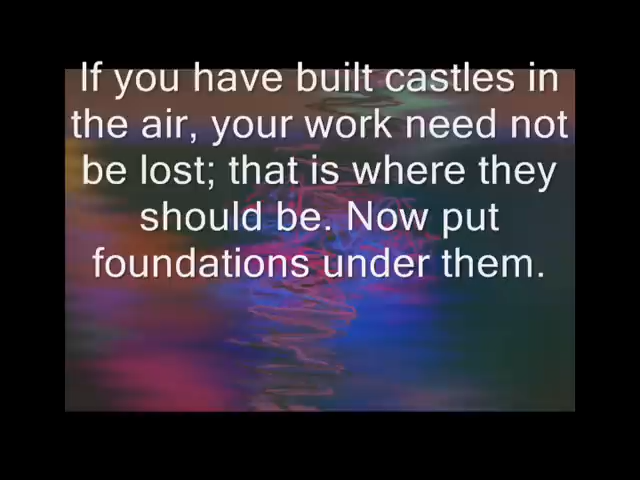 If you have built castles in
the air, your work need not
be lost; that is where they
should be. Now put
foundations under them.